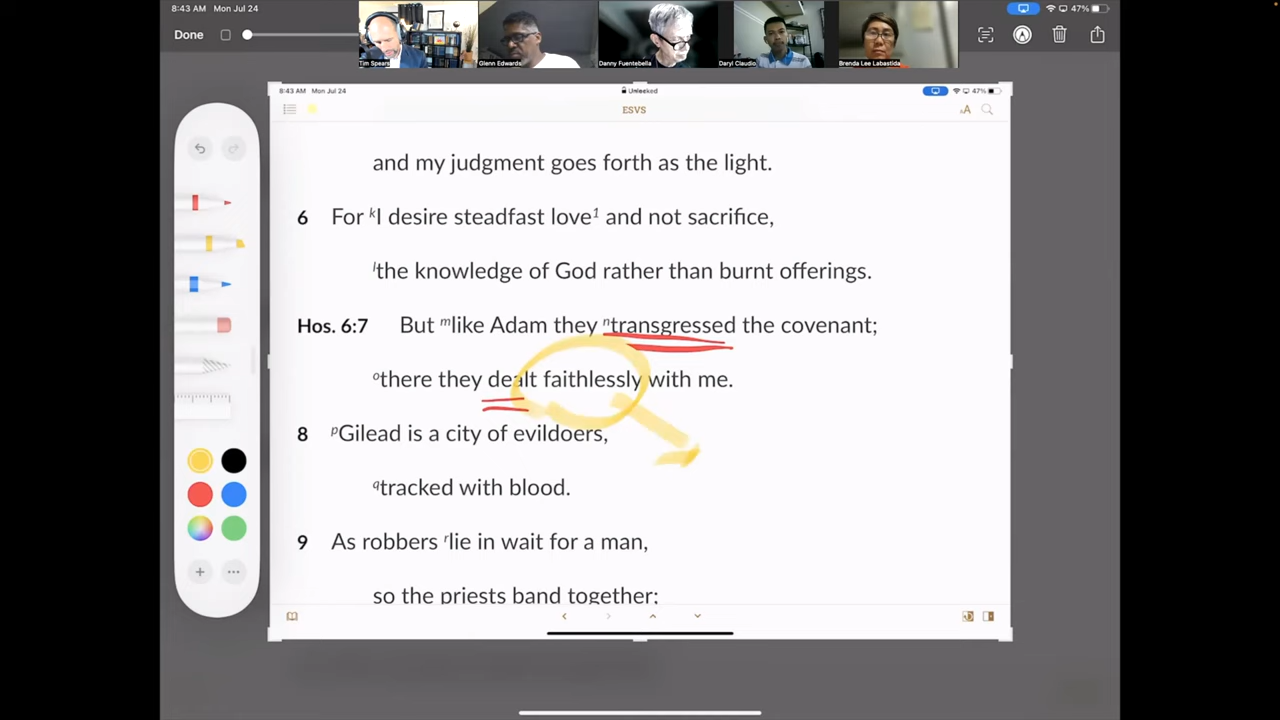 8:43 AM Mon Jul 24
47%
Done
Tim Spears
Glenn Edwards
Danny Fuentebella
Daryl Claudio
Brenda Lee Labastida
8:43 AM Mon Jul 24
Unleeked
47%
ESVS
AA
and my judgment goes forth as the light.
6 For kI desire steadfast love1 and not sacrifice,
lthe knowledge of God rather than burnt offerings.
Hos. 6:7 But mlike Adam they ntransgressed the covenant;
othere they dealt faithlessly with me.
8 pGilead is a city of evildoers,
qtracked with blood.
9 As robbers rlie in wait for a man,
so the priests band together;